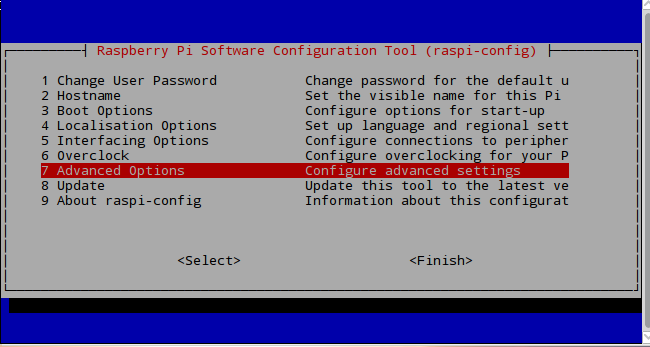 Raspberry Pi Software Configuration Tool (raspi-config)
1 Change User Password Change password for the default u
2 Hostname Set the visible name for this Pi
3 Boot Options Configure options for start-up
4 Localisation Options Set up language and regional sett
5 Interfacing Options Configure connections to peripher
6 Overclock Configure overclocking for your P
7 Advanced Options Configure advanced settings
8 Update Update this tool to the latest ve
9 About raspi-config Information about this configurat
<Select> <Finish>